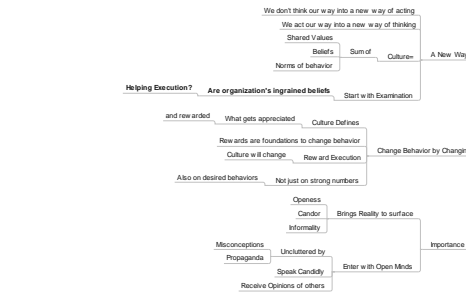 We don't think our way into a new way of acting
We act our way into a new way of thinking
Shared Values
Beliefs
Norms of behavior
Sum of
Culture=
A New Way
Helping Execution?
Are organization's ingrained beliefs
Start with Examination
and rewarded
What gets appreciated
Culture Defines
Rewards are foundations to change behavior
Culture will change
Reward Execution
Also on desired behaviors
Not just on strong numbers
Change Behavior by Changin
Openess
Candor
Informality
Brings Reality to surface
Misconceptions
Propaganda
Uncluttered by
Speak Candidly
Receive Opinions of others
Enter with Open Minds
Importance